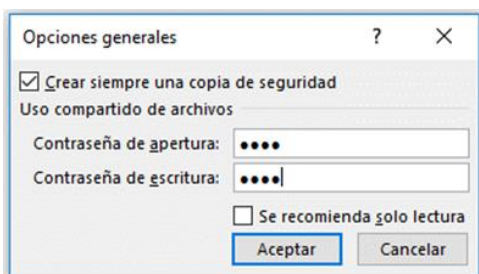 Opciones generales ?
Crear siempre una copia de seguridad
Uso compartido de archivos
Contraseña de apertura: ••••
Contraseña de escritura: ••••
Se recomienda solo lectura
Aceptar Cancelar